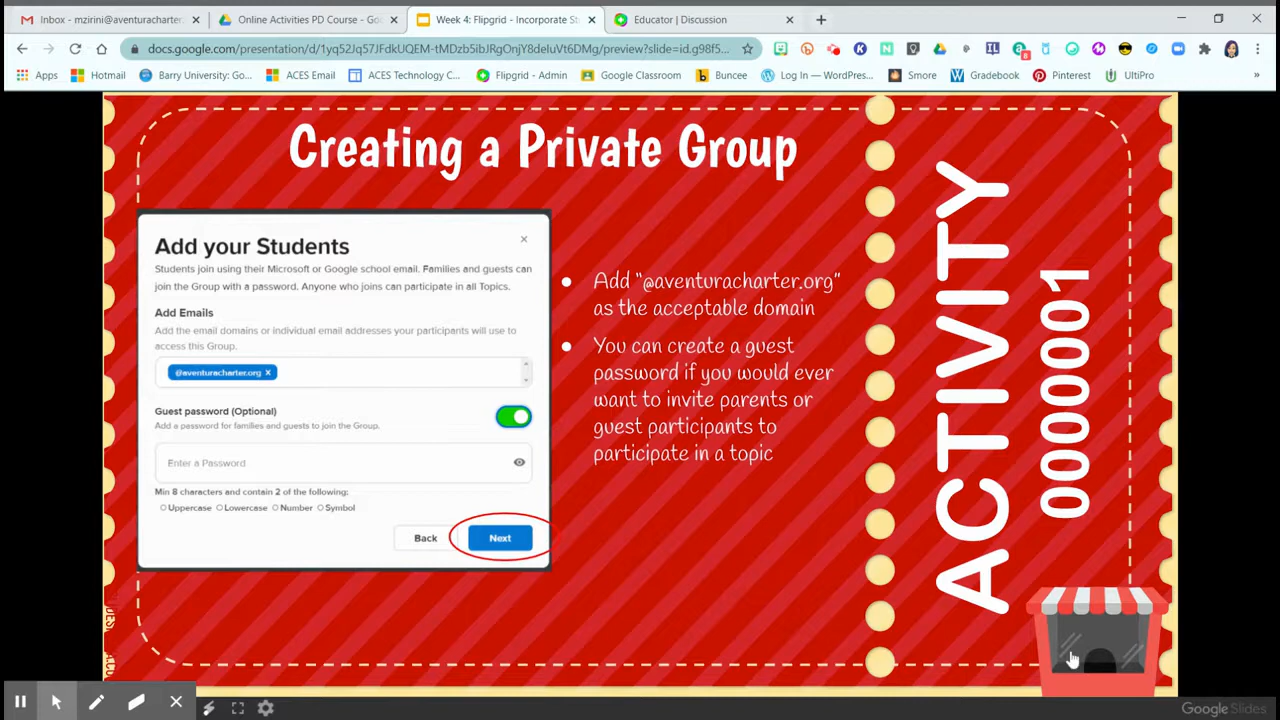 Inbox - mzirini@aventuracharter.
Online Activities PD Course - Go
Week 4: Flipgrid - Incorporate St
Educator | Discussion
docs.google.com/presentation/d/1yq52Jq57JFdkUQEM-tMDzb5ibJRgOnjY8deluVt6DMg/preview?slide=id.g98f5...
Apps
Hotmail
Barry University: Go...
ACES Email
ACES Technology C...
Flipgrid - Admin
Google Classroom
Buncee
Log In — WordPres...
Smore
Gradebook
Pinterest
UltiPro
»
Creating a Private Group
Add your Students
Students join using their Microsoft or Google school email. Families and guests can
join the Group with a password. Anyone who joins can participate in all Topics.
Add Emails
Add the email domains or individual email addresses your participants will use to
access this Group.
@aventuracharter.org x
Guest password (Optional)
Add a password for families and guests to join the Group.
Enter a Password
Min 8 characters and contain 2 of the following:
Uppercase Lowercase Number Symbol
Back
Next
• Add “@aventuracharter.org”
as the acceptable domain
• You can create a guest
password if you would ever
want to invite parents or
guest participants to
participate in a topic
ACTIVITY
0000001
Google Slides